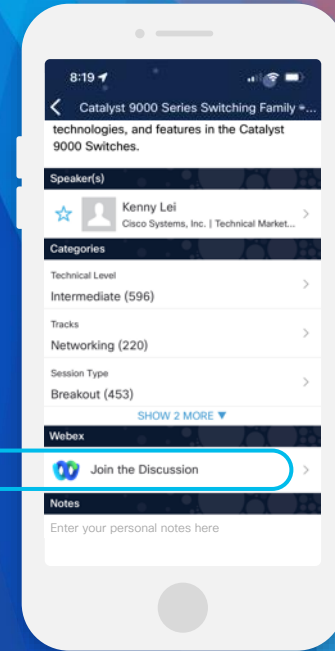 8:19
Catalyst 9000 Series Switching Family =...
technologies, and features in the Catalyst
9000 Switches.
Speaker(s)
Kenny Lei
Cisco Systems, Inc. | Technical Market...
Categories
Technical Level
Intermediate (596)
Tracks
Networking (220)
Session Type
Breakout (453)
SHOW 2 MORE ▼
Webex
Join the Discussion
Notes
Enter your personal notes here